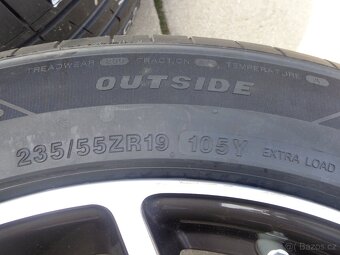 TREADWEAR TRACTION TEMPERATURE A
OUTSIDE
235/55ZR19 105Y EXTRA LOAD
Bazos.cz